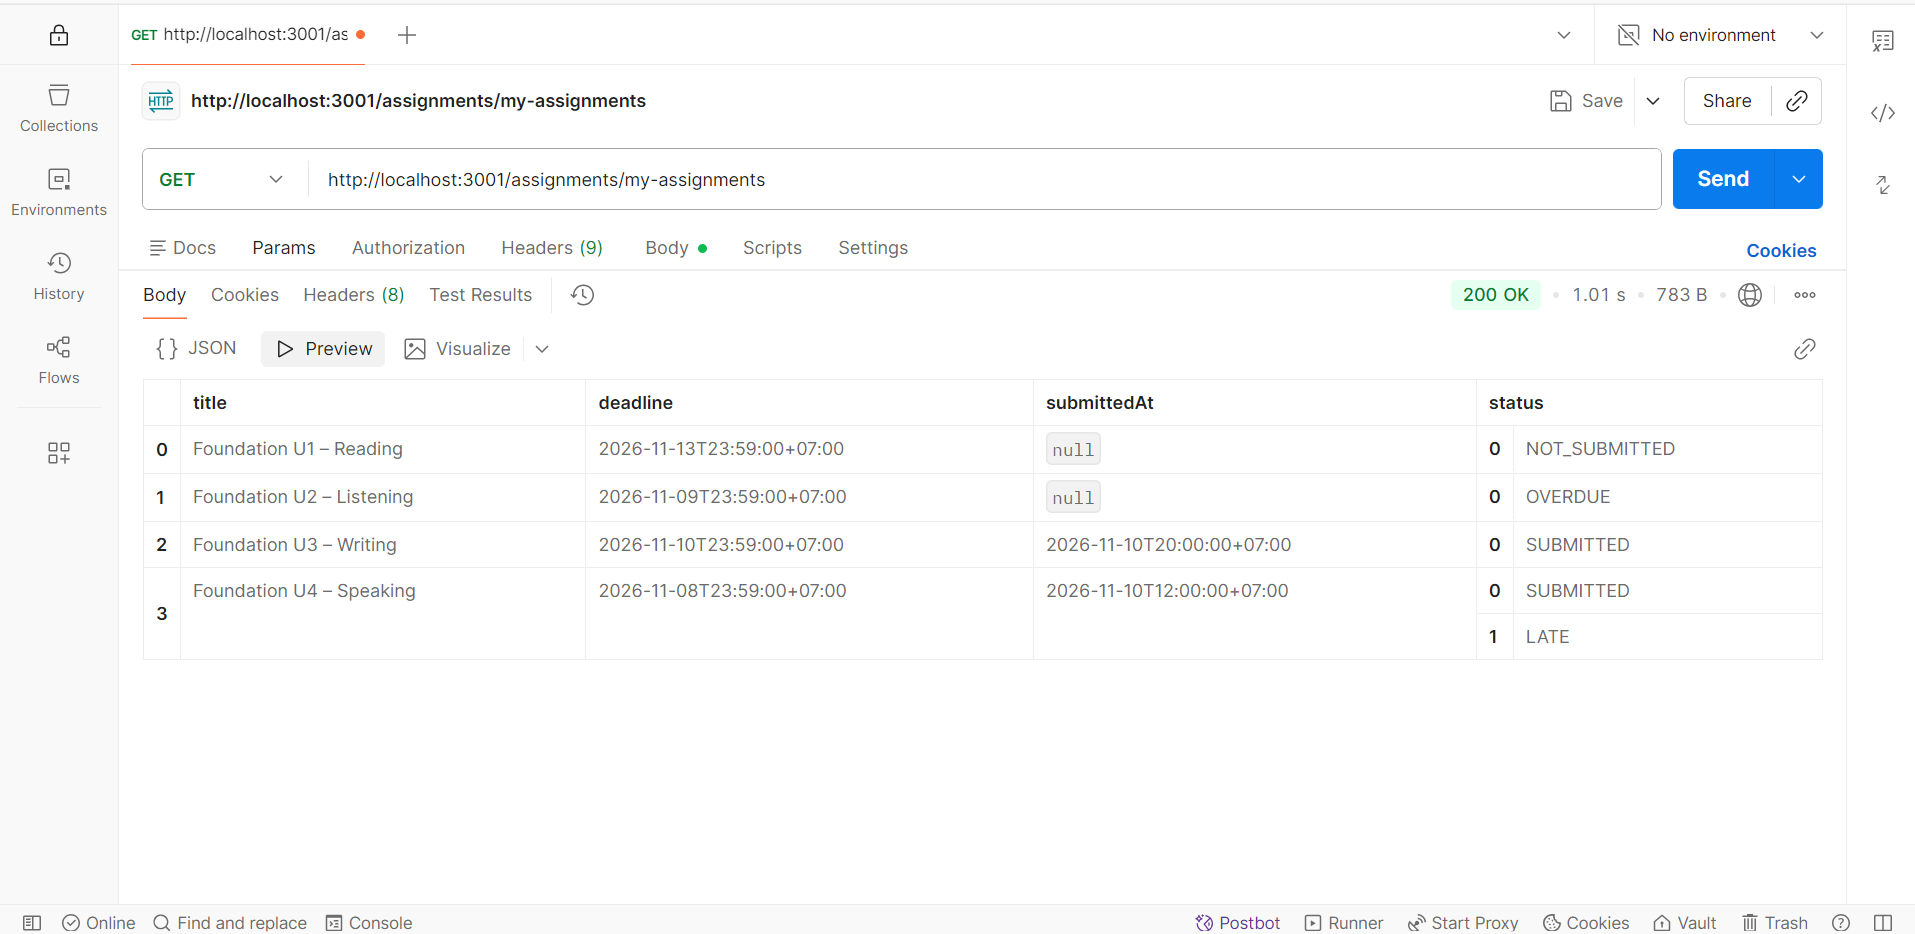 GET http://localhost:3001/as
No environment
HTTP http://localhost:3001/assignments/my-assignments
Save
Share
Collections
GET
http://localhost:3001/assignments/my-assignments
Send
Environments
Docs Params Authorization Headers (9) Body Scripts Settings
Cookies
History
Body Cookies Headers (8) Test Results
200 OK • 1.01 s • 783 B
{} JSON Preview Visualize
Flows
title deadline submittedAt status
0 Foundation U1 – Reading 2026-11-13T23:59:00+07:00 null 0 NOT_SUBMITTED
1 Foundation U2 – Listening 2026-11-09T23:59:00+07:00 null 0 OVERDUE
2 Foundation U3 – Writing 2026-11-10T23:59:00+07:00 2026-11-10T20:00:00+07:00 0 SUBMITTED
3 Foundation U4 – Speaking 2026-11-08T23:59:00+07:00 2026-11-10T12:00:00+07:00 0 SUBMITTED
1 LATE
Online Find and replace Console Postbot Runner Start Proxy Cookies Vault Trash